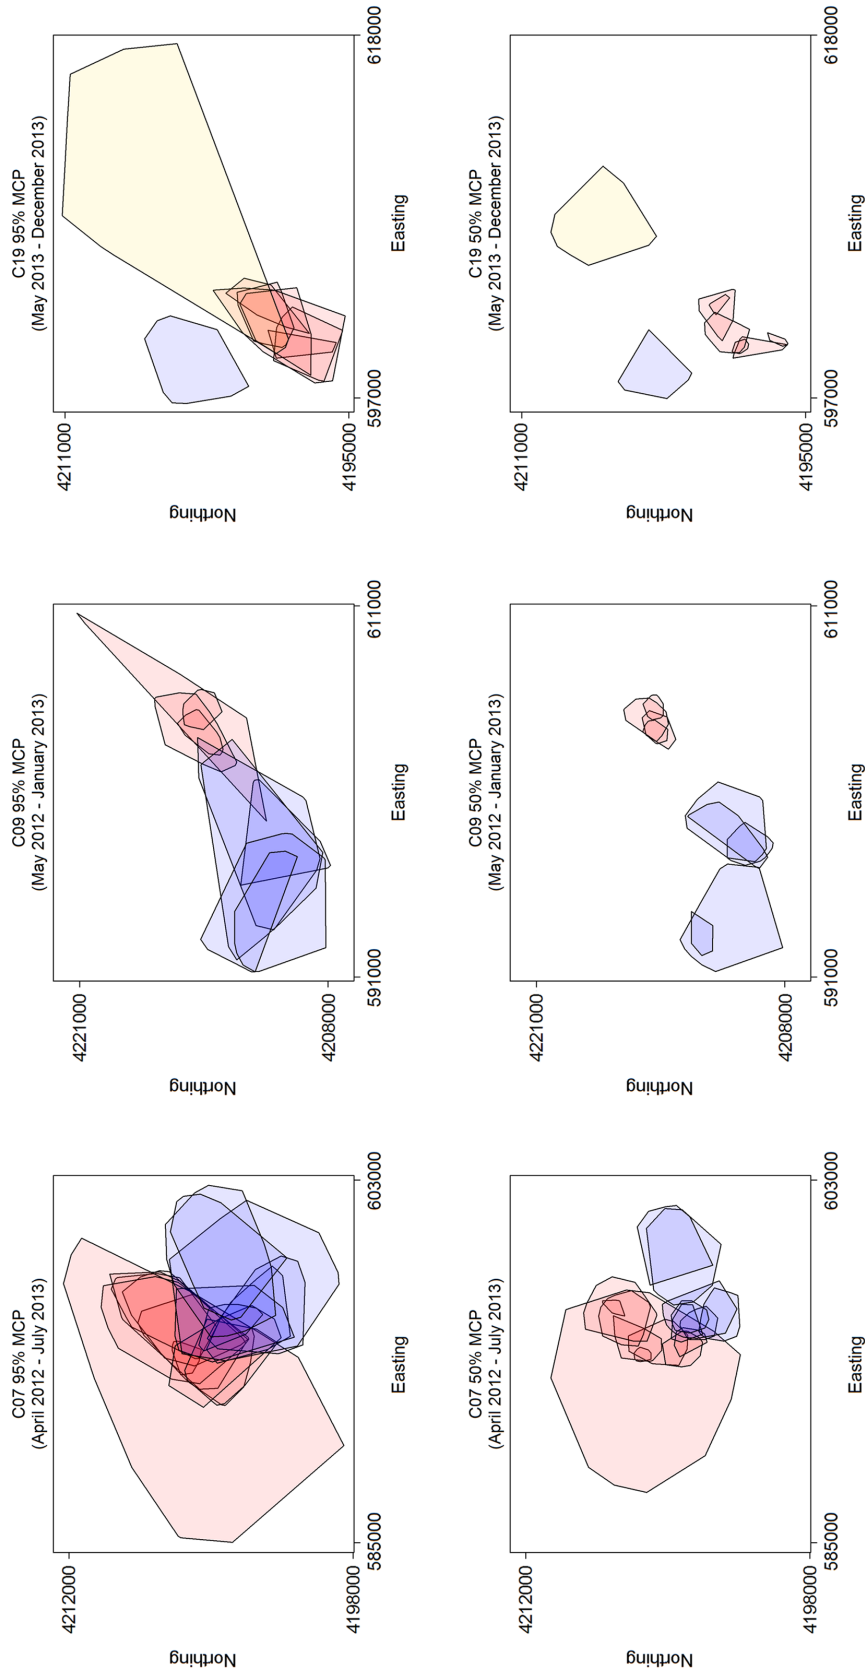 C07 95% MCP
(April 2012 - July 2013)
4212000
4198000
Northing
585000
603000
Easting
C09 95% MCP
(May 2012 - January 2013)
4221000
4208000
Northing
591000
611000
Easting
C19 95% MCP
(May 2013 - December 2013)
4211000
4195000
Northing
597000
618000
Easting
C07 50% MCP
(April 2012 - July 2013)
4212000
4198000
Northing
585000
603000
Easting
C09 50% MCP
(May 2012 - January 2013)
4221000
4208000
Northing
591000
611000
Easting
C19 50% MCP
(May 2013 - December 2013)
4211000
4195000
Northing
597000
618000
Easting